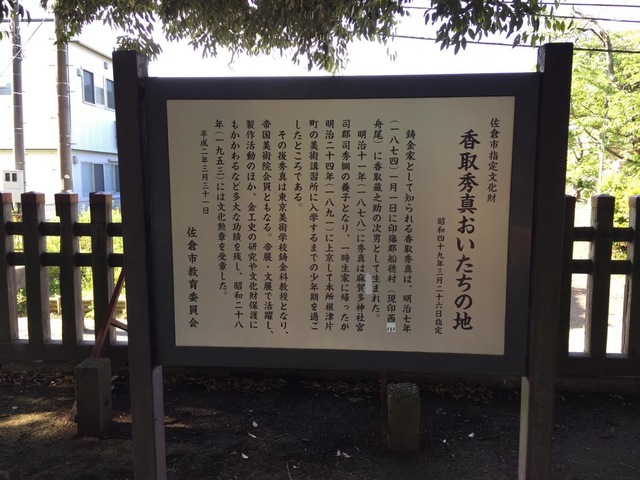 佐倉市指定文化財
香取秀真おいたちの地
昭和四十九年三月二十六日指定
鋳金家として知られる香取秀真は、明治七年
(一八七四)一月一日に印旛郡船穂村(現印西
舟尾)に香取蔵之助の次男として生まれた。
明治十一年(一八七八)に秀真は麻賀多神社宮
司郡司秀綱の養子となり、一時生家に帰ったが
明治二十四年(一八九一)に上京して本所根津片
町の美術講習所に入学するまでの少年期を過ご
したところである。
その後秀真は東京美術学校鋳金科教授となり、
帝国美術院会員ともなる。帝展・文展で活躍し、
製作活動のほか、金工史の研究や文化財保護に
もかかわるなど多大な功績を残し、昭和二十八
年(一九五三)には文化勲章を受章した。
平成二年三月三十一日
佐倉市教育委員会